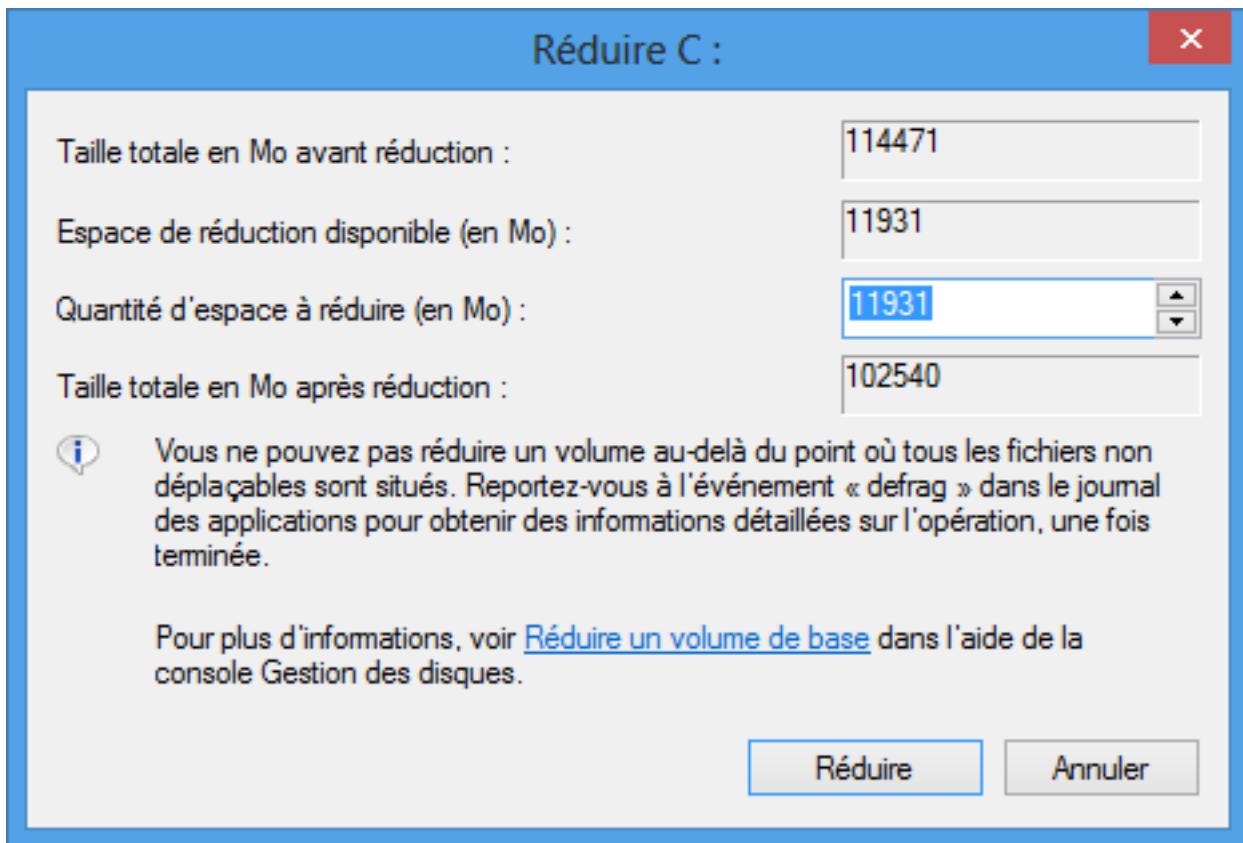 Réduire C :
Taille totale en Mo avant réduction :
114471
Espace de réduction disponible (en Mo) :
11931
Quantité d'espace à réduire (en Mo) :
11931
Taille totale en Mo après réduction :
102540
Vous ne pouvez pas réduire un volume au-delà du point où tous les fichiers non
déplaçables sont situés. Reportez-vous à l'événement « defrag » dans le journal
des applications pour obtenir des informations détaillées sur l'opération, une fois
terminée.
Pour plus d'informations, voir Réduire un volume de base dans l'aide de la
console Gestion des disques.
Réduire
Annuler